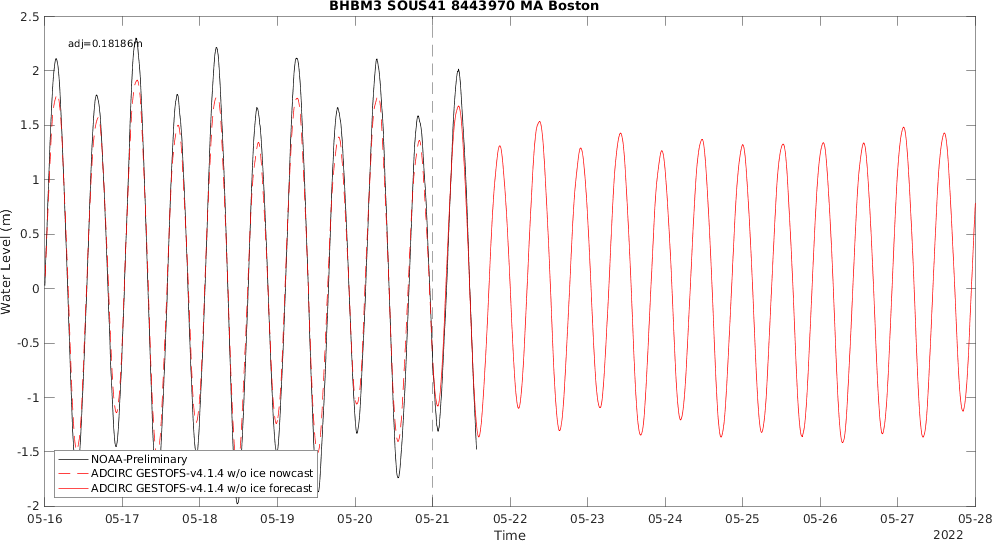 BHBM3 SOUS41 8443970 MA Boston
adj=0.18186m
2.5
2
1.5
1
0.5
0
-0.5
-1
-1.5
-2
Water Level (m)
NOAA-Preliminary
ADCIRC GESTOFS-v4.1.4 w/o ice nowcast
ADCIRC GESTOFS-v4.1.4 w/o ice forecast
05-16 05-17 05-18 05-19 05-20 05-21 05-22 05-23 05-24 05-25 05-26 05-27 05-28
Time
2022